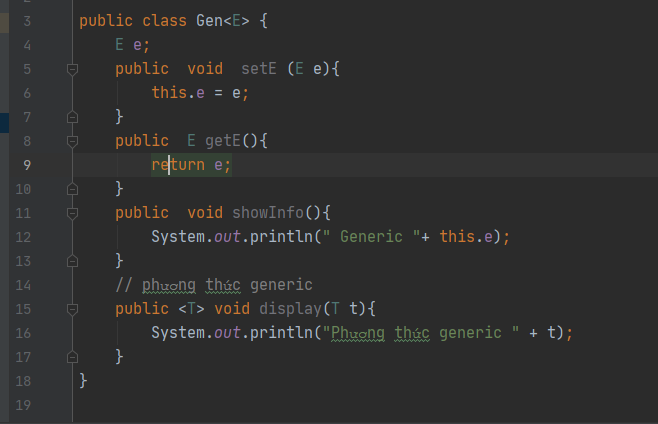 3 public class Gen<E> {
4 E e;
5 public  void  setE (E e){
6 this.e = e;
7 }
8 public  E getE(){
9 return e;
10 }
11 public  void showInfo(){
12 System.out.println(" Generic "+ this.e);
13 }
14 // phương thức generic
15 public <T> void display(T t){
16 System.out.println("Phương thức generic " + t);
17 }
18 }
19